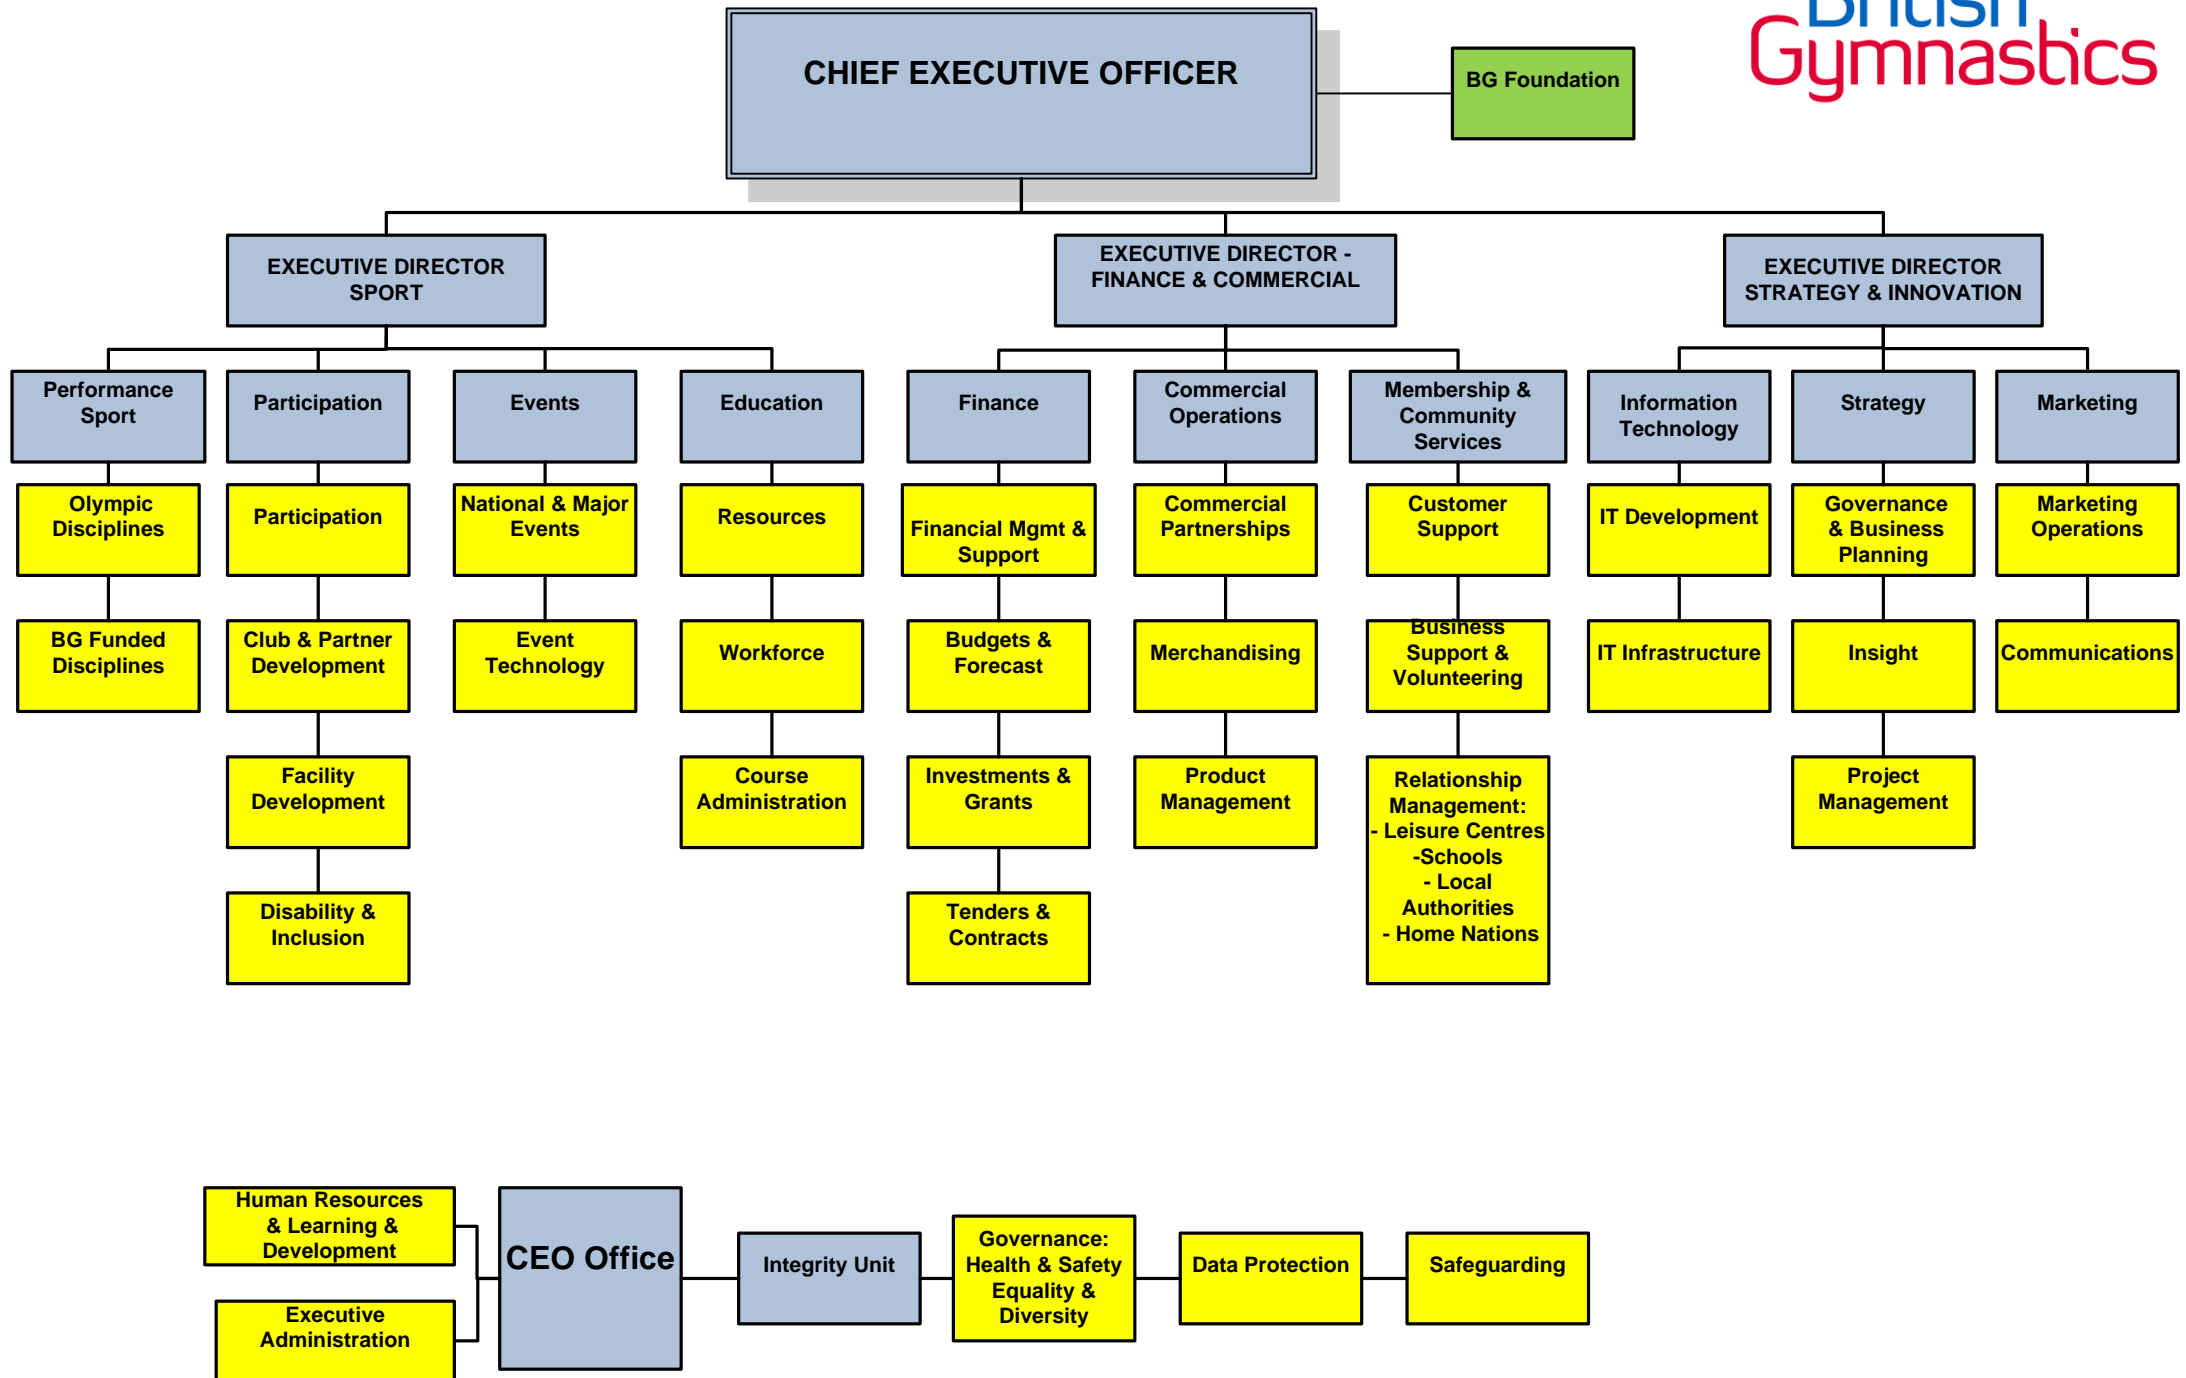 British
Gymnastics
CHIEF EXECUTIVE OFFICER
BG Foundation
EXECUTIVE DIRECTOR
SPORT
EXECUTIVE DIRECTOR -
FINANCE & COMMERCIAL
EXECUTIVE DIRECTOR
STRATEGY & INNOVATION
Performance
Sport
Participation
Events
Education
Finance
Commercial
Operations
Membership &
Community
Services
Information
Technology
Strategy
Marketing
Olympic
Disciplines
Participation
National & Major
Events
Resources
Financial Mgmt &
Support
Commercial
Partnerships
Customer
Support
IT Development
Governance
& Business
Planning
Marketing
Operations
BG Funded
Disciplines
Club & Partner
Development
Event
Technology
Workforce
Budgets &
Forecast
Merchandising
Business
Support &
Volunteering
IT Infrastructure
Insight
Communications
Facility
Development
Course
Administration
Investments &
Grants
Product
Management
Relationship
Management:
- Leisure Centres
-Schools
- Local
Authorities
- Home Nations
Project
Management
Disability &
Inclusion
Tenders &
Contracts
Human Resources
& Learning &
Development
Executive
Administration
CEO Office
Integrity Unit
Governance:
Health & Safety
Equality &
Diversity
Data Protection
Safeguarding